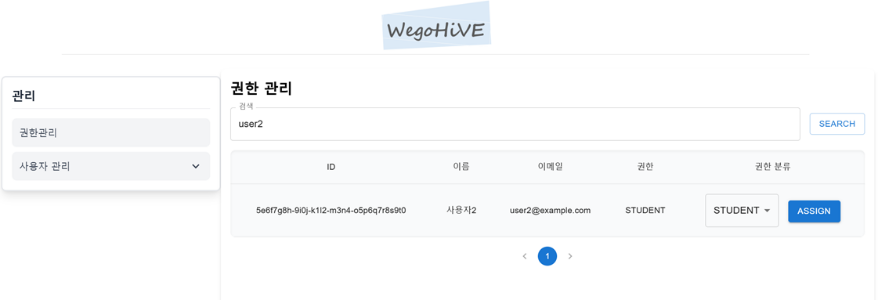 WegoHiVE
관리
권한관리
사용자 관리
권한 관리
검색
user2
SEARCH
ID 이름 이메일 권한 권한 분류
5e6f7g8h-9i0j-k1l2-m3n4-o5p6q7r8s9t0 사용자2 user2@example.com STUDENT STUDENT ASSIGN
1